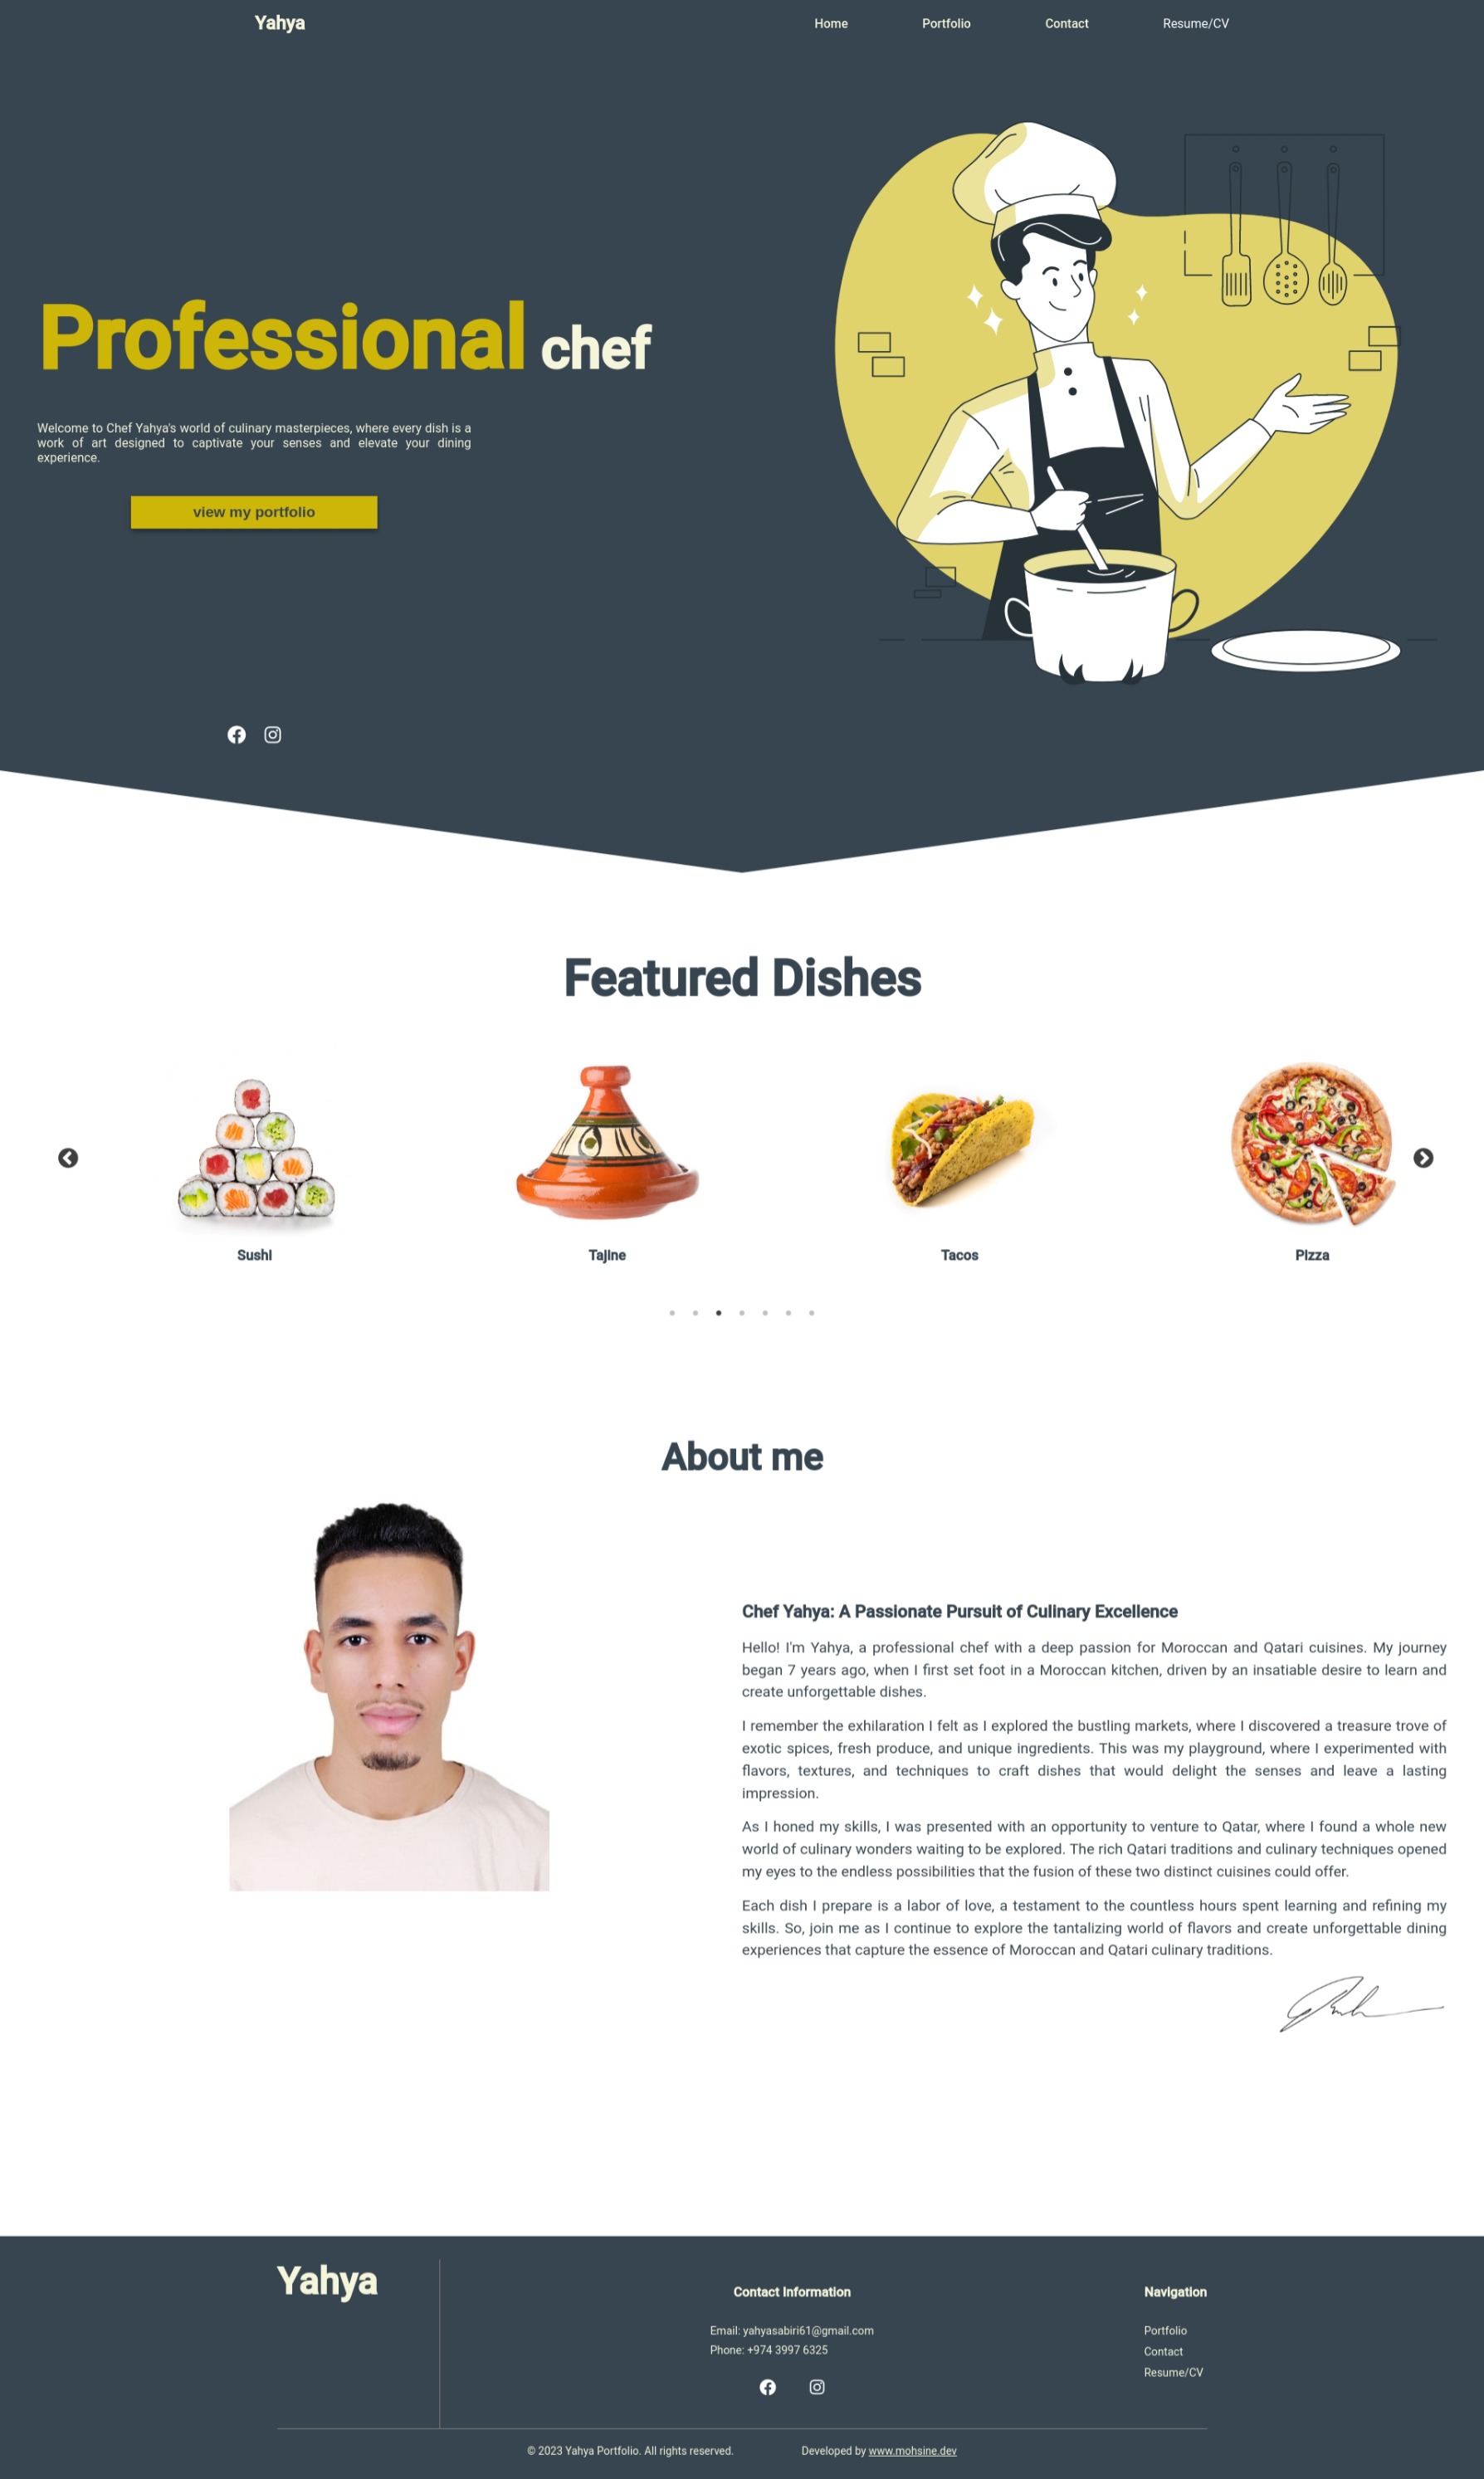 Yahya
Home Portfolio Contact Resume/CV
Professional chef
Welcome to Chef Yahya's world of culinary masterpieces, where every dish is a
work of art designed to captivate your senses and elevate your dining
experience.
view my portfolio
Featured Dishes
Sushi Tajine Tacos Pizza
About me
Chef Yahya: A Passionate Pursuit of Culinary Excellence
Hello! I'm Yahya, a professional chef with a deep passion for Moroccan and Qatari cuisines. My journey
began 7 years ago, when I first set foot in a Moroccan kitchen, driven by an insatiable desire to learn and
create unforgettable dishes.
I remember the exhilaration I felt as I explored the bustling markets, where I discovered a treasure trove of
exotic spices, fresh produce, and unique ingredients. This was my playground, where I experimented with
flavors, textures, and techniques to craft dishes that would delight the senses and leave a lasting
impression.
As I honed my skills, I was presented with an opportunity to venture to Qatar, where I found a whole new
world of culinary wonders waiting to be explored. The rich Qatari traditions and culinary techniques opened
my eyes to the endless possibilities that the fusion of these two distinct cuisines could offer.
Each dish I prepare is a labor of love, a testament to the countless hours spent learning and refining my
skills. So, join me as I continue to explore the tantalizing world of flavors and create unforgettable dining
experiences that capture the essence of Moroccan and Qatari culinary traditions.
Yahya
Contact Information
Email: yahyasabiri61@gmail.com
Phone: +974 3997 6325
Navigation
Portfolio
Contact
Resume/CV
© 2023 Yahya Portfolio. All rights reserved.
Developed by www.mohsine.dev